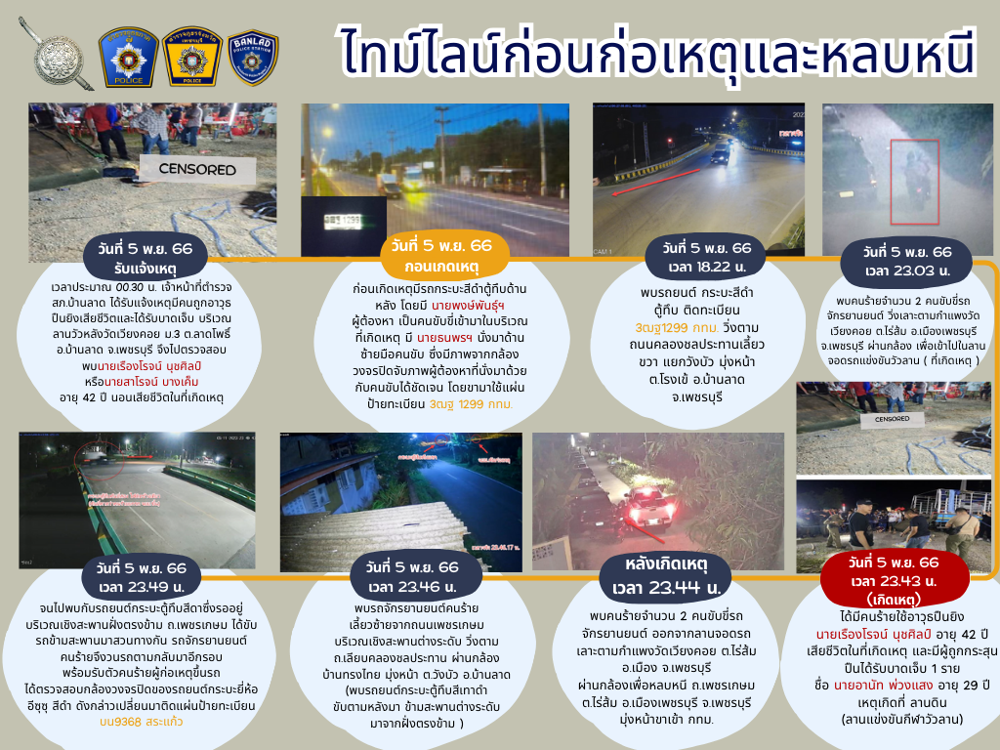 ไทม์ไลน์ก่อนก่อเหตุและหลบหนี
POLICE
POLICE
BANLAD
POLICE STATION
CENSORED
วันที่ 5 พ.ย. 66
รับแจ้งเหตุ
เวลาประมาณ 00.30 น. เจ้าหน้าที่ตำรวจ
สภ.บ้านลาด ได้รับแจ้งเหตุมีคนถูกอาวุธ
ปืนยิงเสียชีวิตและได้รับบาดเจ็บ บริเวณ
ลานวัวหลังวัดเวียงคอย ม.3 ต.ลาดโพธิ์
อ.บ้านลาด จ.เพชรบุรี จึงไปตรวจสอบ
พบนายเรืองโรจน์ นุชศิลป์
หรือนายสาโรจน์ บางเค็ม
อายุ 42 ปี นอนเสียชีวิตในที่เกิดเหตุ
วันที่ 5 พ.ย. 66
ก่อนเกิดเหตุ
ก่อนเกิดเหตุมีรถกระบะสีดำตู้ทึบด้าน
หลัง โดยมี นายพงษ์พันธุ์ฯ
ผู้ต้องหา เป็นคนขับขี่เข้ามาในบริเวณ
ที่เกิดเหตุ มี นายธนพรฯ นั่งมาด้าน
ซ้ายมือคนขับ ซึ่งมีภาพจากกล้อง
วงจรปิดจับภาพผู้ต้องหาที่นั่งมาด้วย
กับคนขับได้ชัดเจน โดยขามาใช้แผ่น
ป้ายทะเบียน 3ฒฐ 1299 กทม.
วันที่ 5 พ.ย. 66
เวลา 18.22 น.
พบรถยนต์ กระบะสีดำ
ตู้ทึบ ติดทะเบียน
3ฒฐ1299 กทม. วิ่งตาม
ถนนคลองชลประทานเลี้ยว
ขวา แยกวังบัว มุ่งหน้า
ต.โรงเข้ อ.บ้านลาด
จ.เพชรบุรี
วันที่ 5 พ.ย. 66
เวลา 23.03 น.
พบคนร้ายจำนวน 2 คนขับขี่รถ
จักรยานยนต์ วิ่งเลาะตามกำแพงวัด
เวียงคอย ต.ไร่ส้ม อ.เมืองเพชรบุรี
จ.เพชรบุรี ผ่านกล้อง เพื่อเข้าไปในลาน
จอดรถแข่งขันวัวลาน ( ที่เกิดเหตุ )
CENSORED
วันที่ 5 พ.ย. 66
เวลา 23.43 น.
(เกิดเหตุ)
ได้มีคนร้ายใช้อาวุธปืนยิง
นายเรืองโรจน์ นุชศิลป์ อายุ 42 ปี
เสียชีวิตในที่เกิดเหตุ และมีผู้ถูกกระสุน
ปืนได้รับบาดเจ็บ 1 ราย
ชื่อ นายอานัท พ่วงแสง อายุ 29 ปี
เหตุเกิดที่ ลานดิน
(ลานแข่งขันกีฬาวัวลาน)
หลังเกิดเหตุ
เวลา 23.44 น.
พบคนร้ายจำนวน 2 คนขับขี่รถ
จักรยานยนต์ ออกจากลานจอดรถ
เลาะตามกำแพงวัดเวียงคอย ต.ไร่ส้ม
อ.เมือง จ.เพชรบุรี
ผ่านกล้องเพื่อหลบหนี ถ.เพชรเกษม
ต.ไร่ส้ม อ.เมืองเพชรบุรี จ.เพชรบุรี
มุ่งหน้าขาเข้า กทม.
วันที่ 5 พ.ย. 66
เวลา 23.46 น.
พบรถจักรยานยนต์คนร้าย
เลี้ยวซ้ายจากถนนเพชรเกษม
บริเวณเชิงสะพานต่างระดับ วิ่งตาม
ถ.เลียบคลองชลประทาน ผ่านกล้อง
บ้านทรงไทย มุ่งหน้า ต.วังบัว อ.บ้านลาด
(พบรถยนต์กระบะตู้ทึบสีเทาดำ
ขับตามหลังมา ข้ามสะพานต่างระดับ
มาจากฝั่งตรงข้าม )
วันที่ 5 พ.ย. 66
เวลา 23.49 น.
จนไปพบกับรถยนต์กระบะตู้ทึบสีดาซึ่งรออยู่
บริเวณเชิงสะพานฝั่งตรงข้าม ถ.เพชรเกษม ได้ขับ
รถข้ามสะพานมาสวนทางกัน รถจักรยานยนต์
คนร้ายจึงวนรถตามกลับมาอีกรอบ
พร้อมรับตัวคนร้ายผู้ก่อเหตุขึ้นรถ
ได้ตรวจสอบกล้องวงจรปิดของรถยนต์กระบะยี่ห้อ
อีซูซุ สีดำ ดังกล่าวเปลี่ยนมาติดแผ่นป้ายทะเบียน
บน9368 สระแก้ว